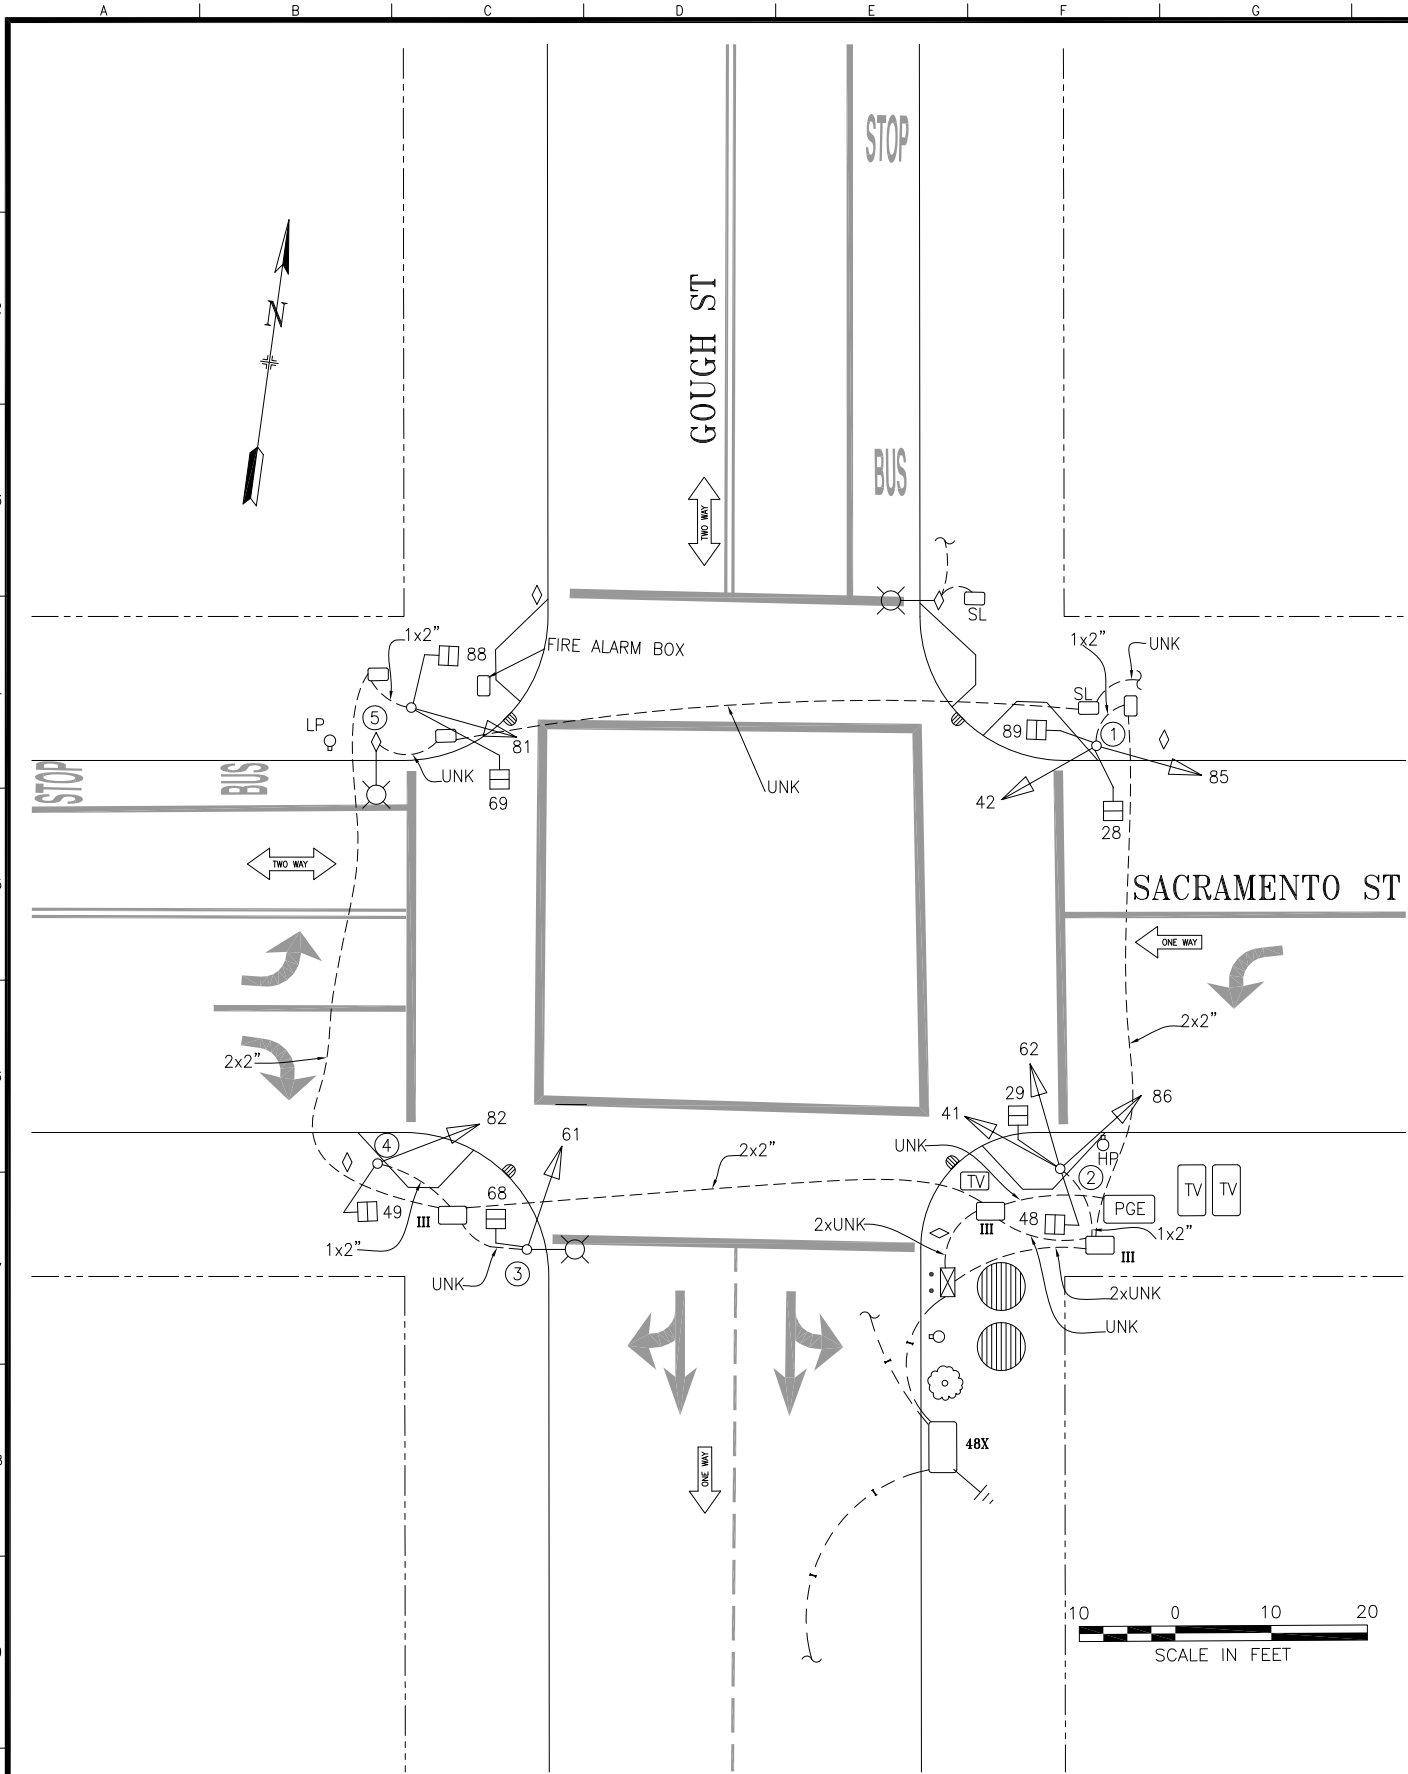 A B C D E F G
STOP
BUS
GOUGH ST
TWO WAY
N
SL
1x2"
88
FIRE ALARM BOX
1x2"
UNK
SL
LP
5
81
89
1
UNK
69
UNK
42
85
28
STOP
BUS
TWO WAY
SACRAMENTO ST
ONE WAY
2x2"
2x2"
62
29
86
41
82
61
4
UNK
HP
2x2"
TV
2
TV
TV
68
49
III
III
48
PGE
2xUNK
1x2"
1x2"
III
UNK
3
2xUNK
UNK
I
I
48X
ONE WAY
I
I
10 0 10 20
SCALE IN FEET